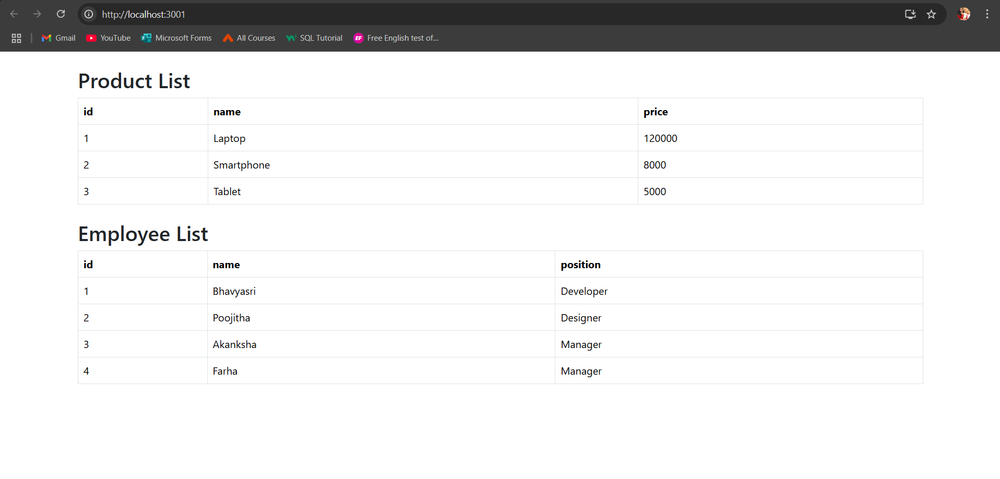 http://localhost:3001
Gmail YouTube Microsoft Forms All Courses SQL Tutorial Free English test of...
Product List
id name price
1 Laptop 120000
2 Smartphone 8000
3 Tablet 5000
Employee List
id name position
1 Bhavyasri Developer
2 Poojitha Designer
3 Akanksha Manager
4 Farha Manager